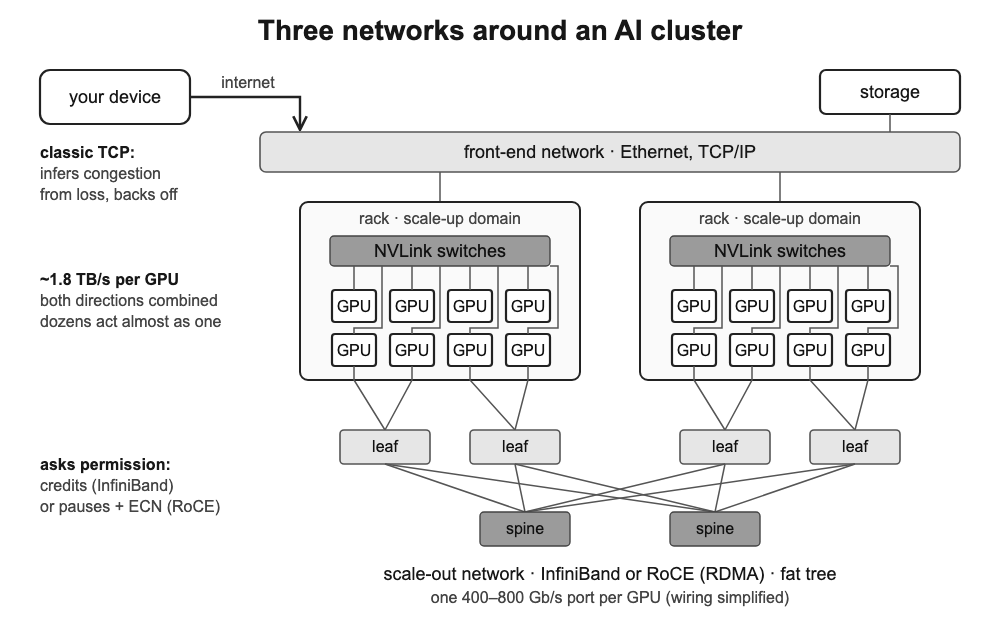 Three networks around an AI cluster
your device
internet
storage
front-end network · Ethernet, TCP/IP
classic TCP:
infers congestion
from loss, backs off
rack · scale-up domain
NVLink switches
GPU GPU GPU GPU
GPU GPU GPU GPU
rack · scale-up domain
NVLink switches
GPU GPU GPU GPU
GPU GPU GPU GPU
~1.8 TB/s per GPU
both directions combined
dozens act almost as one
leaf leaf leaf leaf
asks permission:
credits (InfiniBand)
or pauses + ECN (RoCE)
spine spine
scale-out network · InfiniBand or RoCE (RDMA) · fat tree
one 400–800 Gb/s port per GPU (wiring simplified)